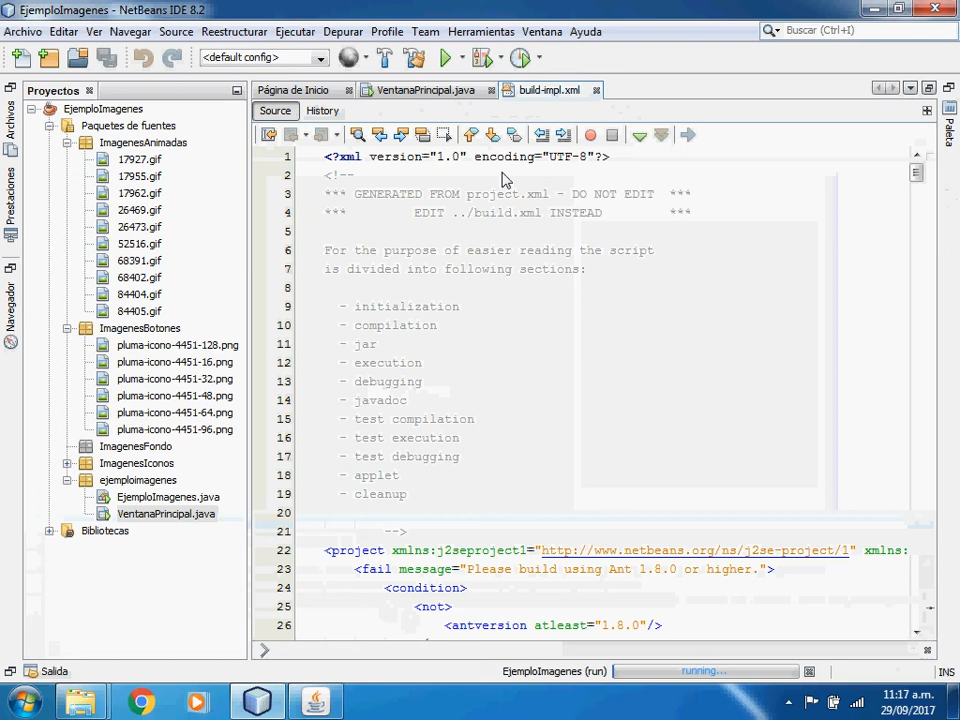 EjemploImagenes - NetBeans IDE 8.2
Archivo Editar Ver Navegar Source Reestructurar Ejecutar Depurar Profile Team Herramientas Ventana Ayuda
Buscar (Ctrl+I)
<default config>
Proyectos
Página de Inicio VentanaPrincipal.java build-impl.xml
Source History
Archivos
Prestaciones
Navegador
Paleta
EjemploImagenes
Paquetes de fuentes
ImagenesAnimadas
17927.gif
17955.gif
17962.gif
26469.gif
26473.gif
52516.gif
68391.gif
68402.gif
84404.gif
84405.gif
ImagenesBotones
pluma-icono-4451-128.png
pluma-icono-4451-16.png
pluma-icono-4451-32.png
pluma-icono-4451-48.png
pluma-icono-4451-64.png
pluma-icono-4451-96.png
ImagenesFondo
ImagenesIconos
ejemploimagenes
EjemploImagenes.java
VentanaPrincipal.java
Bibliotecas
1 <?xml version="1.0" encoding="UTF-8"?>
2 <!--
3 *** GENERATED FROM project.xml - DO NOT EDIT ***
4 *** EDIT ../build.xml INSTEAD ***
5
6 For the purpose of easier reading the script
7 is divided into following sections:
8
9 - initialization
10 - compilation
11 - jar
12 - execution
13 - debugging
14 - javadoc
15 - test compilation
16 - test execution
17 - test debugging
18 - applet
19 - cleanup
20
21 -->
22 <project xmlns:j2seproject1="http://www.netbeans.org/ns/j2se-project/1" xmlns:
23 <fail message="Please build using Ant 1.8.0 or higher.">
24 <condition>
25 <not>
26 <antversion atleast="1.8.0"/>
Salida
EjemploImagenes (run) running... INS
11:17 a.m.
29/09/2017